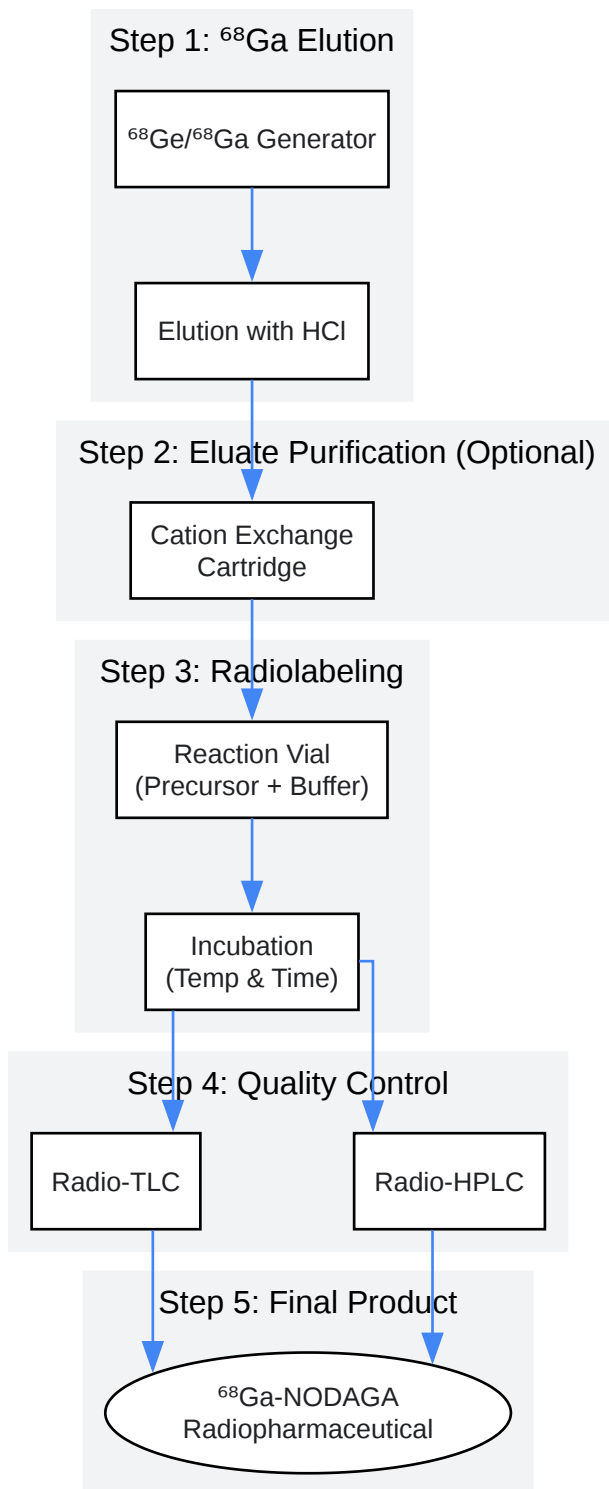 Step 1: ⁶⁸Ga Elution
⁶⁸Ge/⁶⁸Ga Generator
Elution with HCl
Step 2: Eluate Purification (Optional)
Cation Exchange
Cartridge
Step 3: Radiolabeling
Reaction Vial
(Precursor + Buffer)
Incubation
(Temp & Time)
Step 4: Quality Control
Radio-TLC
Radio-HPLC
Step 5: Final Product
⁶⁸Ga-NODAGA
Radiopharmaceutical